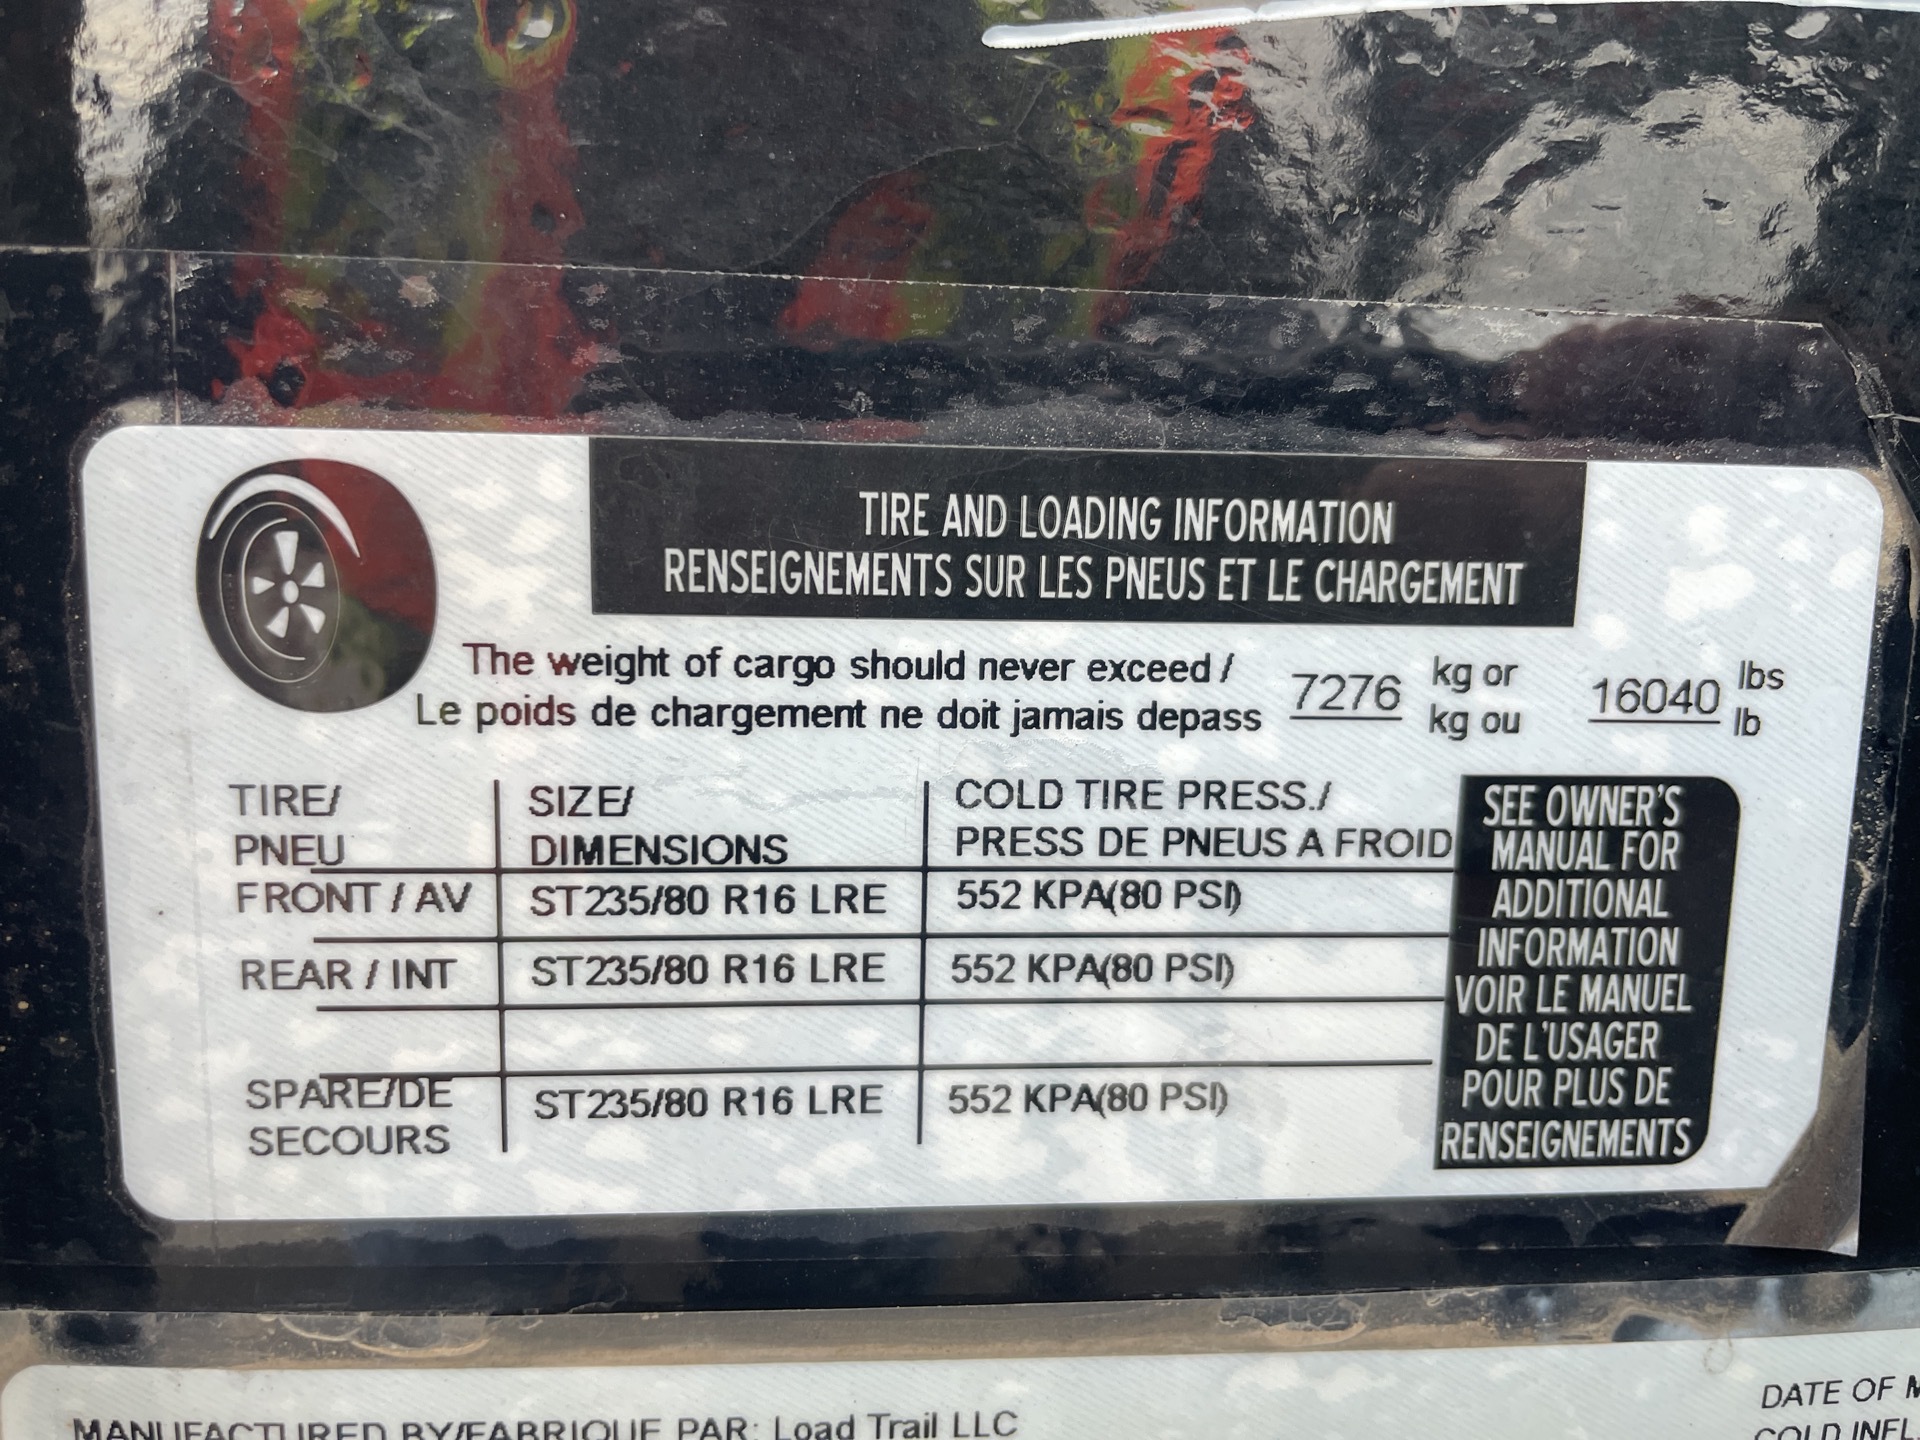 TIRE AND LOADING INFORMATION
RENSEIGNEMENTS SUR LES PNEUS ET LE CHARGEMENT
The weight of cargo should never exceed / 7276 kg or 16040 lbs
Le poids de chargement ne doit jamais depass kg ou lb
TIRE/ SIZE/ COLD TIRE PRESS./
PNEU DIMENSIONS PRESS DE PNEUS A FROID
FRONT / AV ST235/80 R16 LRE 552 KPA(80 PSI)
REAR / INT ST235/80 R16 LRE 552 KPA(80 PSI)
SPARE/DE ST235/80 R16 LRE 552 KPA(80 PSI)
SECOURS
SEE OWNER'S
MANUAL FOR
ADDITIONAL
INFORMATION
VOIR LE MANUEL
DE L'USAGER
POUR PLUS DE
RENSEIGNEMENTS
MANUFACTURED BY/FABRIQUE PAR: Load Trail LLC
DATE OF M
COLD INFL.